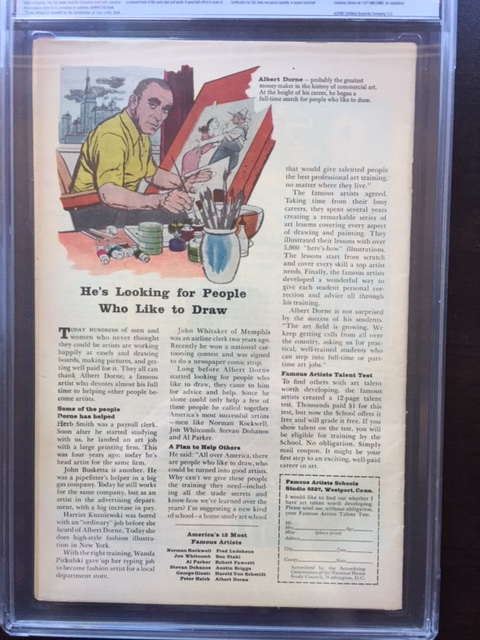 Albert Dorne — probably the greatest
money-maker in the history of commercial art.
At the height of his career, he began a
full-time search for people who like to draw.
He's Looking for People
Who Like to Draw
TODAY HUNDREDS of men and
women who never thought
they could be artists are working
happily at easels and drawing
boards, making pictures, and get-
ting well paid for it. They all can
thank Albert Dorne, a famous
artist who devotes almost his full
time to helping other people be-
come artists.
Some of the people
Dorne has helped
Herb Smith was a payroll clerk.
Soon after he started studying
with us, he landed an art job
with a large printing firm. This
was four years ago; today he's
head artist for the same firm.
John Busketta is another. He
was a pipefitter's helper in a big
gas company. Today he still works
for the same company, but as an
artist in the advertising depart-
ment, with a big increase in pay.
Harriet Kuzniewski was bored
with an "ordinary" job before she
heard of Albert Dorne. Today she
does high-fashion illustra-
tion in New York.
With the right training, Wanda
Pickulski gave up her typing job
to become fashion artist for a local
department store.
John Whitaker of Memphis
was an airline clerk two years ago.
Recently he won a national car-
tooning contest and was signed
to do a newspaper comic strip.
Long before Albert Dorne
started looking for people who
like to draw, they came to him
for advice and help. Since he
alone could only help a few of
these people he called together
America's most successful artists
— men like Norman Rockwell,
Jon Whitcomb, Stevan Dohanos
and Al Parker.
A Plan to Help Others
He said: "All over America, there
are people who like to draw, who
could be turned into good artists.
Why can't we give these people
the training they need—includ-
ing all the trade secrets and
know-how we've learned over the
years? I'm suggesting a new kind
of school—a home-study art school
America's 12 Most
Famous Artists
Norman Rockwell
Jon Whitcomb
Al Parker
Stevan Dohanos
George Giusti
Peter Helck
Fred Ludekens
Ben Stahl
Robert Fawcett
Austin Briggs
Harold Von Schmidt
Albert Dorne
that would give talented people
the best professional art training,
no matter where they live."
The famous artists agreed.
Taking time from their busy
careers, they spent several years
creating a remarkable series of
art lessons covering every aspect
of drawing and painting. They
illustrated their lessons with over
5,000 "here's-how" illustrations.
The lessons start from scratch
and cover every skill a top artist
needs. Finally, the famous artists
developed a wonderful way to
give each student personal cor-
rection and advice all through
his training.
Albert Dorne is not surprised
by the success of his students.
"The art field is growing. We
keep getting calls from all over
the country, asking us for prac-
tical, well-trained students who
can step into full-time or part-
time art jobs."
Famous Artists Talent Test
To find others with art talent
worth developing, the famous
artists created a 12-page talent
test. Thousands paid $1 for this
test, but now the School offers it
free and will grade it free. If you
show talent on the test, you will
be eligible for training by the
School. No obligation. Simply
mail coupon. It might be your
first step to an exciting, well-paid
career in art.
Famous Artists Schools
Studio 5627, Westport, Conn.
I would like to find out whether I
have art talent worth developing.
Please send me, without obligation,
your Famous Artists Talent Test.
Mr.
Mrs.
Miss
Age
(please print)
Address
City
Zone
County
State
Accredited by the Accrediting
Commission of the National Home
Study Council, Washington, D.C.